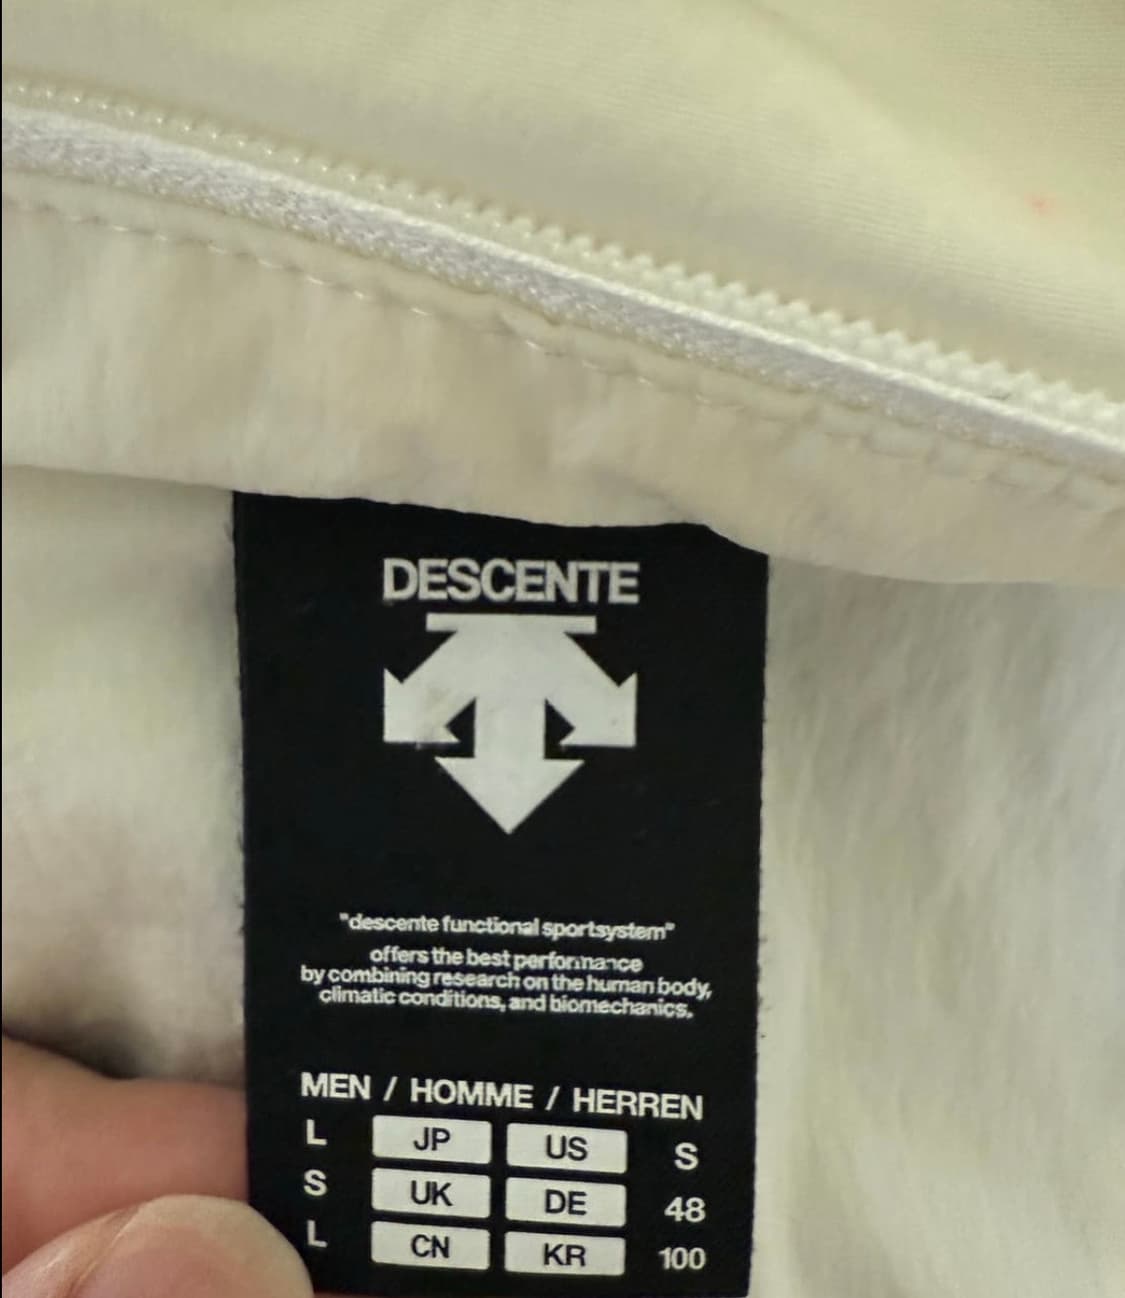 DESCENTE
"descente functional sportsystem"
offers the best performance
by combining research on the human body,
climatic conditions, and biomechanics.
MEN / HOMME / HERREN
L JP US S
S UK DE 48
L CN KR 100